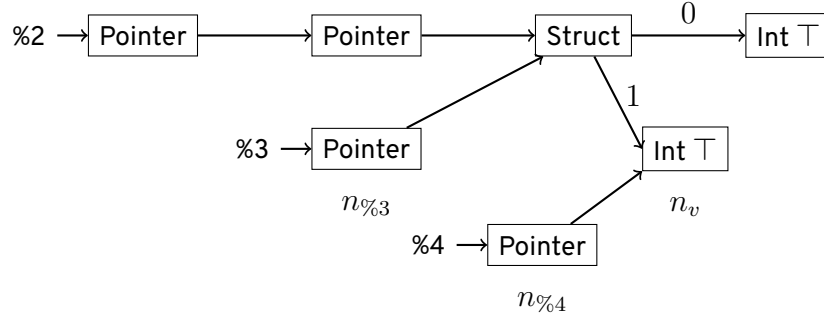 0
%2 Pointer Pointer Struct Int ⊤
1
%3 Pointer Int ⊤
n%3 nv
%4 Pointer
n%4